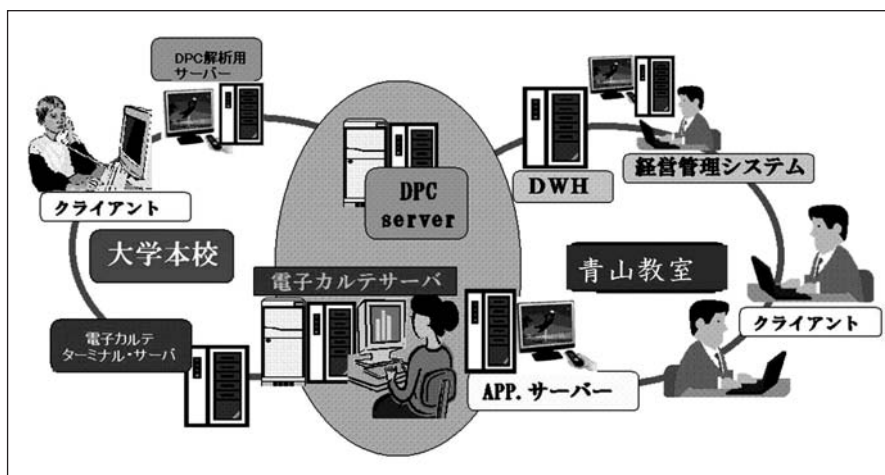 DPC解析用
サーバー
クライアント
大学本校
電子カルテ
ターミナル・サーバ
DPC
server
電子カルテサーバ
DWH
経営管理システム
青山教室
クライアント
APP.サーバー